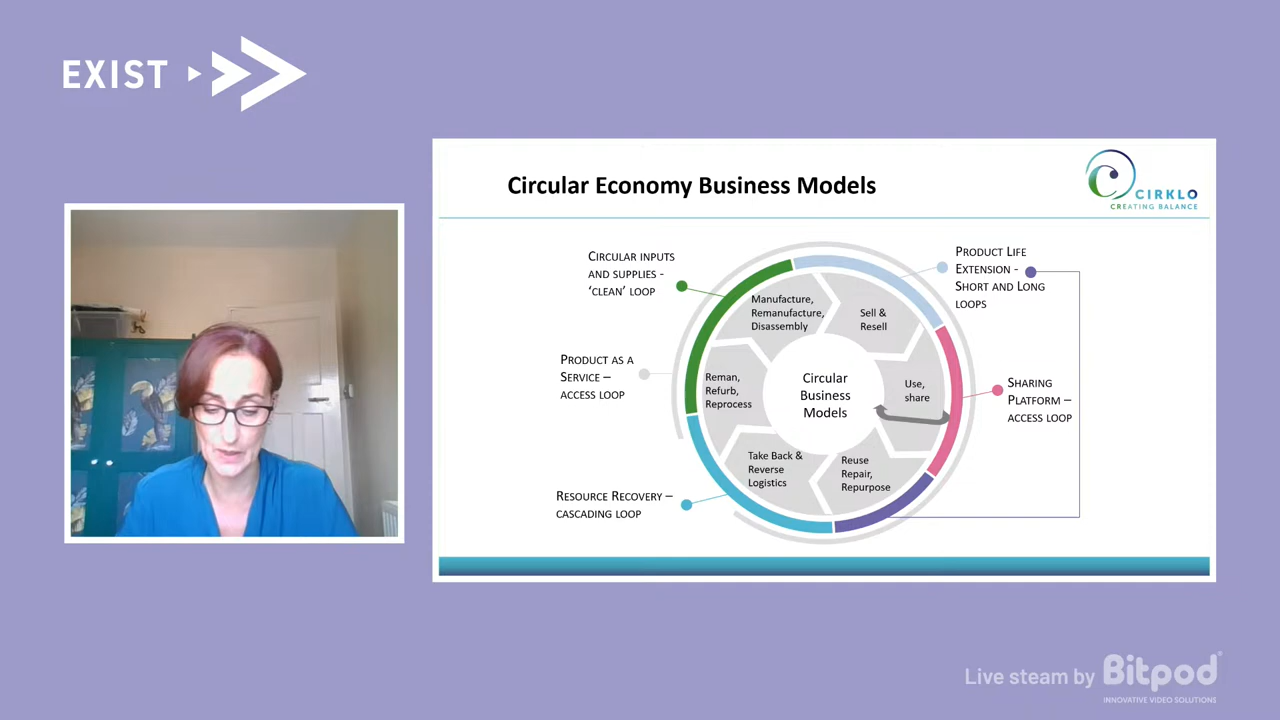 EXIST
Circular Economy Business Models
CIRKLO
CREATING BALANCE
CIRCULAR INPUTS
AND SUPPLIES -
‘CLEAN’ LOOP
PRODUCT LIFE
EXTENSION -
SHORT AND LONG
LOOPS
Manufacture,
Remanufacture,
Disassembly
Sell &
Resell
PRODUCT AS A
SERVICE –
ACCESS LOOP
Reman,
Refurb,
Reprocess
Circular
Business
Models
Use,
share
SHARING
PLATFORM –
ACCESS LOOP
Take Back &
Reverse
Logistics
Reuse
Repair,
Repurpose
RESOURCE RECOVERY –
CASCADING LOOP
Live steam by Bitpod
INNOVATIVE VIDEO SOLUTIONS